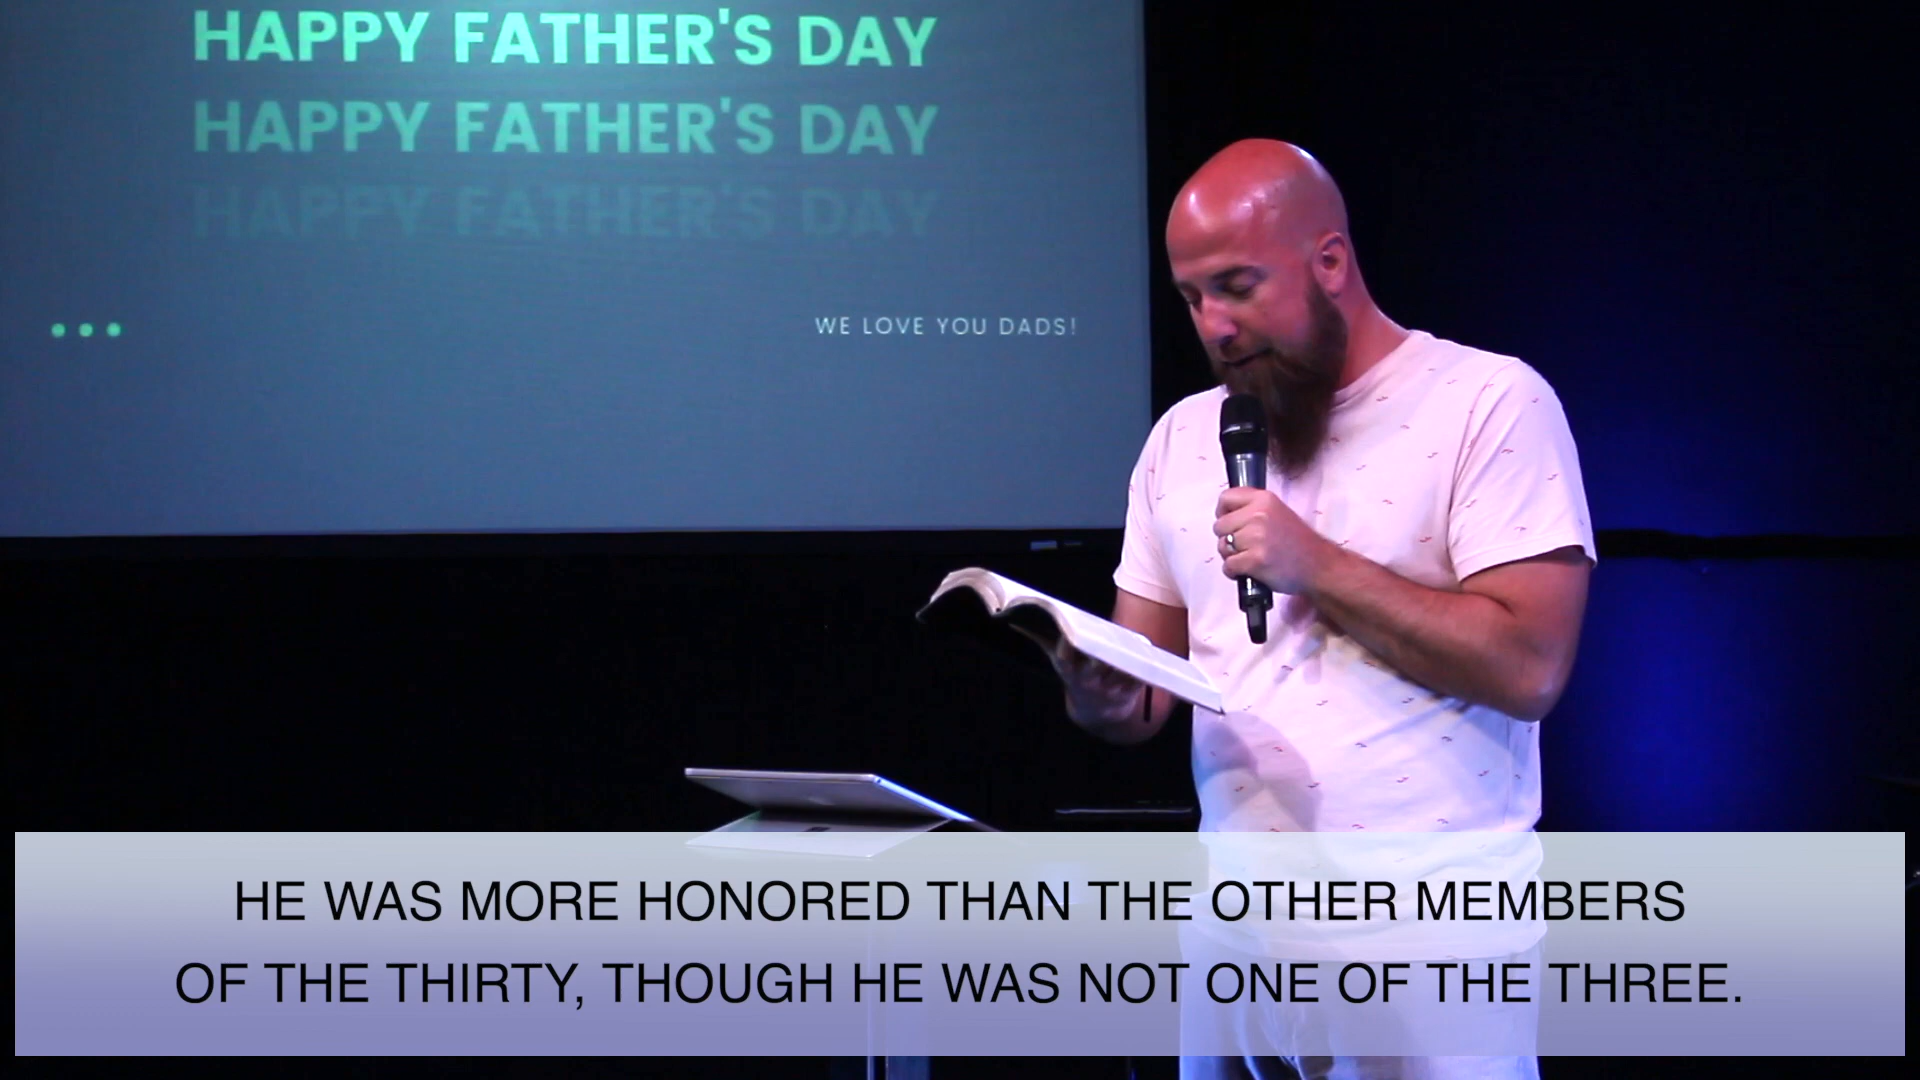 HAPPY FATHER'S DAY
HAPPY FATHER'S DAY
HAPPY FATHER'S DAY
WE LOVE YOU DADS!
HE WAS MORE HONORED THAN THE OTHER MEMBERS
OF THE THIRTY, THOUGH HE WAS NOT ONE OF THE THREE.